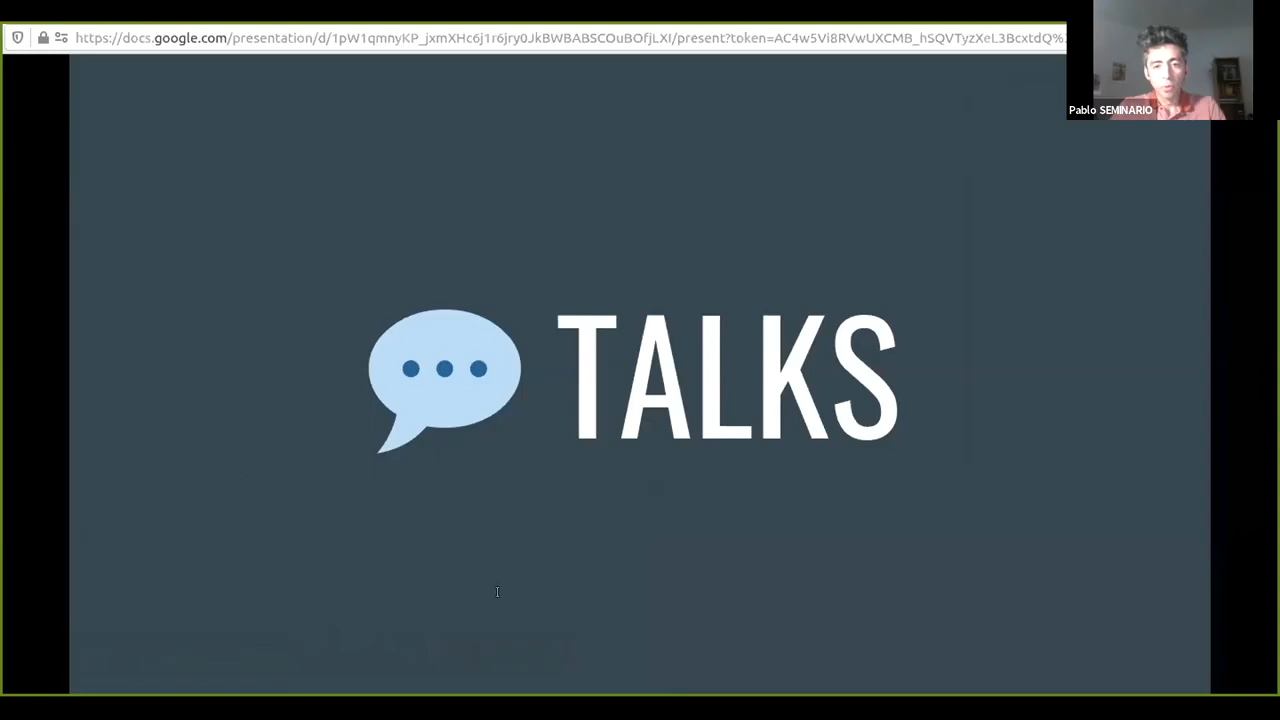 https://docs.google.com/presentation/d/1pW1qmnyKP_jxmXHc6j1r6jry0JkBWBABSCOuBOfjLXI/present?token=AC4w5Vi8RVwUXCMB_hSQVTyzXeL3BcxtdQ%
Pablo SEMINARIO
TALKS